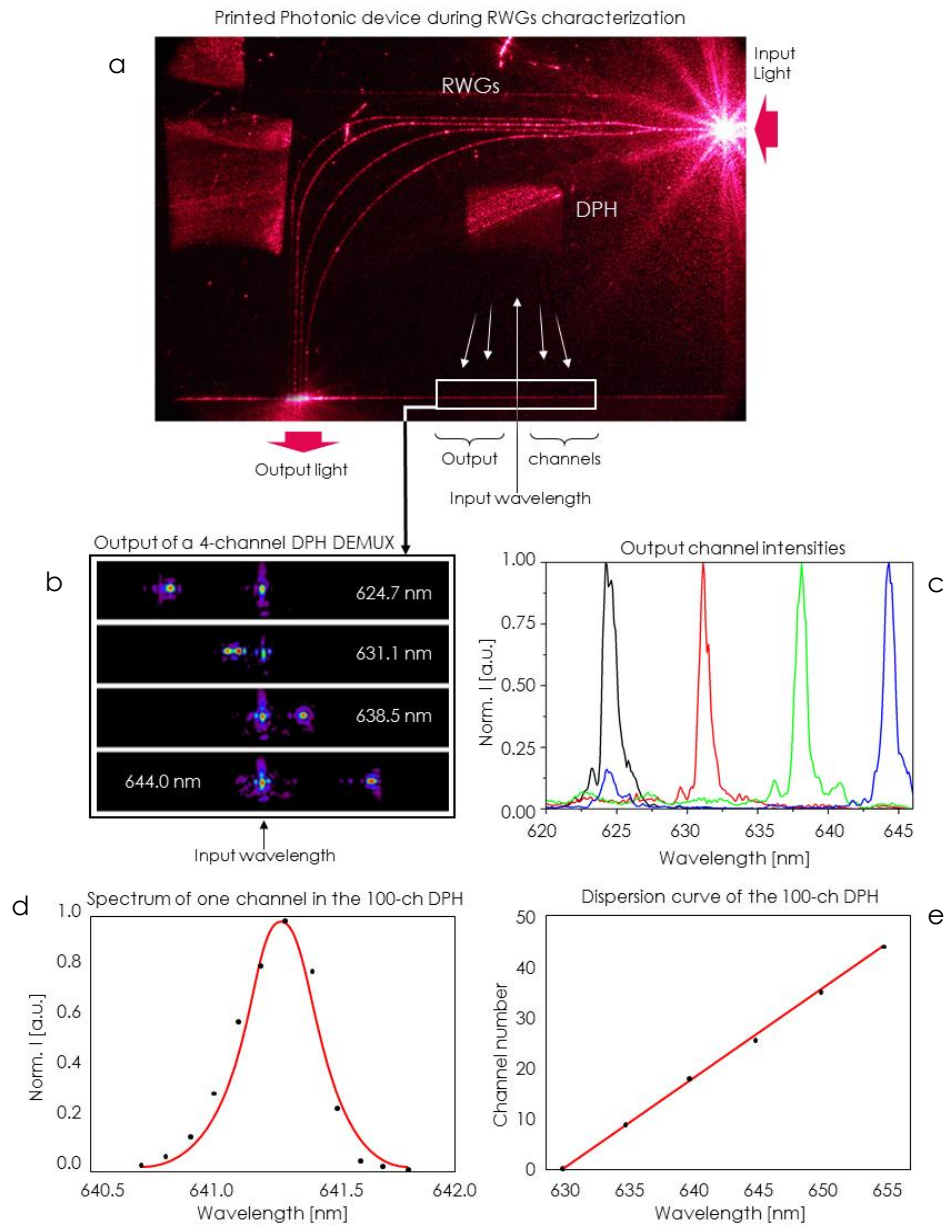 Printed Photonic device during RWGs characterization
a
RWGs
Input
Light
DPH
Output light
Output channels
Input wavelength
Output of a 4-channel DPH DEMUX
b
624.7 nm
631.1 nm
638.5 nm
644.0 nm
Input wavelength
Output channel intensities
c
Norm. I [a.u.]
1.00
0.75
0.50
0.25
0.00
620 625 630 635 640 645
Wavelength [nm]
d
Spectrum of one channel in the 100-ch DPH
Norm. I [a.u.]
1.0
0.8
0.6
0.4
0.2
0.0
640.5 641.0 641.5 642.0
Wavelength [nm]
Dispersion curve of the 100-ch DPH
e
Channel number
50
40
30
20
10
0
630 635 640 645 650 655
Wavelength [nm]